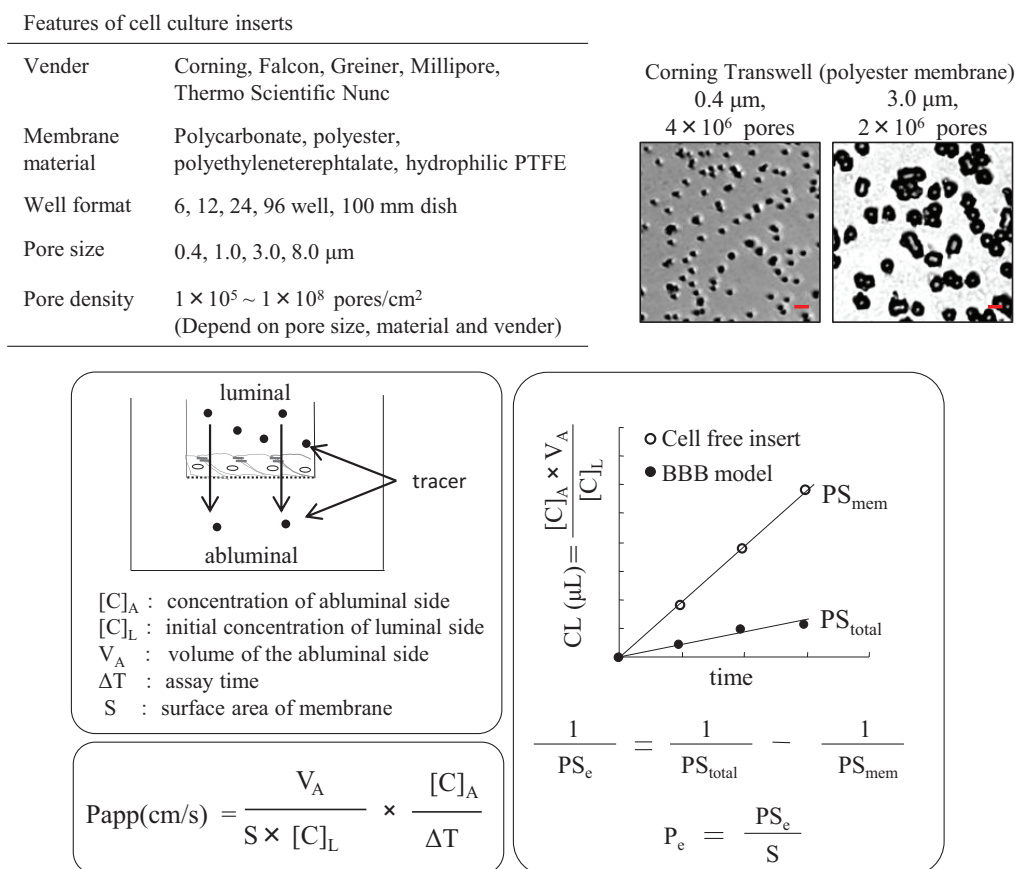 Features of cell culture inserts
Vender Corning, Falcon, Greiner, Millipore,
Thermo Scientific Nunc
Membrane material Polycarbonate, polyester,
polyethyleneterephtalate, hydrophilic PTFE
Well format 6, 12, 24, 96 well, 100 mm dish
Pore size 0.4, 1.0, 3.0, 8.0 μm
Pore density 1 × 10⁵ ~ 1 × 10⁸ pores/cm²
(Depend on pore size, material and vender)
Corning Transwell (polyester membrane)
0.4 μm, 3.0 μm,
4 × 10⁶ pores 2 × 10⁶ pores
luminal
tracer
abluminal
[C]A : concentration of abluminal side
[C]L : initial concentration of luminal side
VA : volume of the abluminal side
ΔT : assay time
S : surface area of membrane
Papp(cm/s) = VA / S × [C]L × [C]A / ΔT
CL (μL) = [C]A × VA / [C]L
Cell free insert
BBB model
PSmem
PStotal
time
1 / PSe = 1 / PStotal − 1 / PSmem
Pe = PSe / S